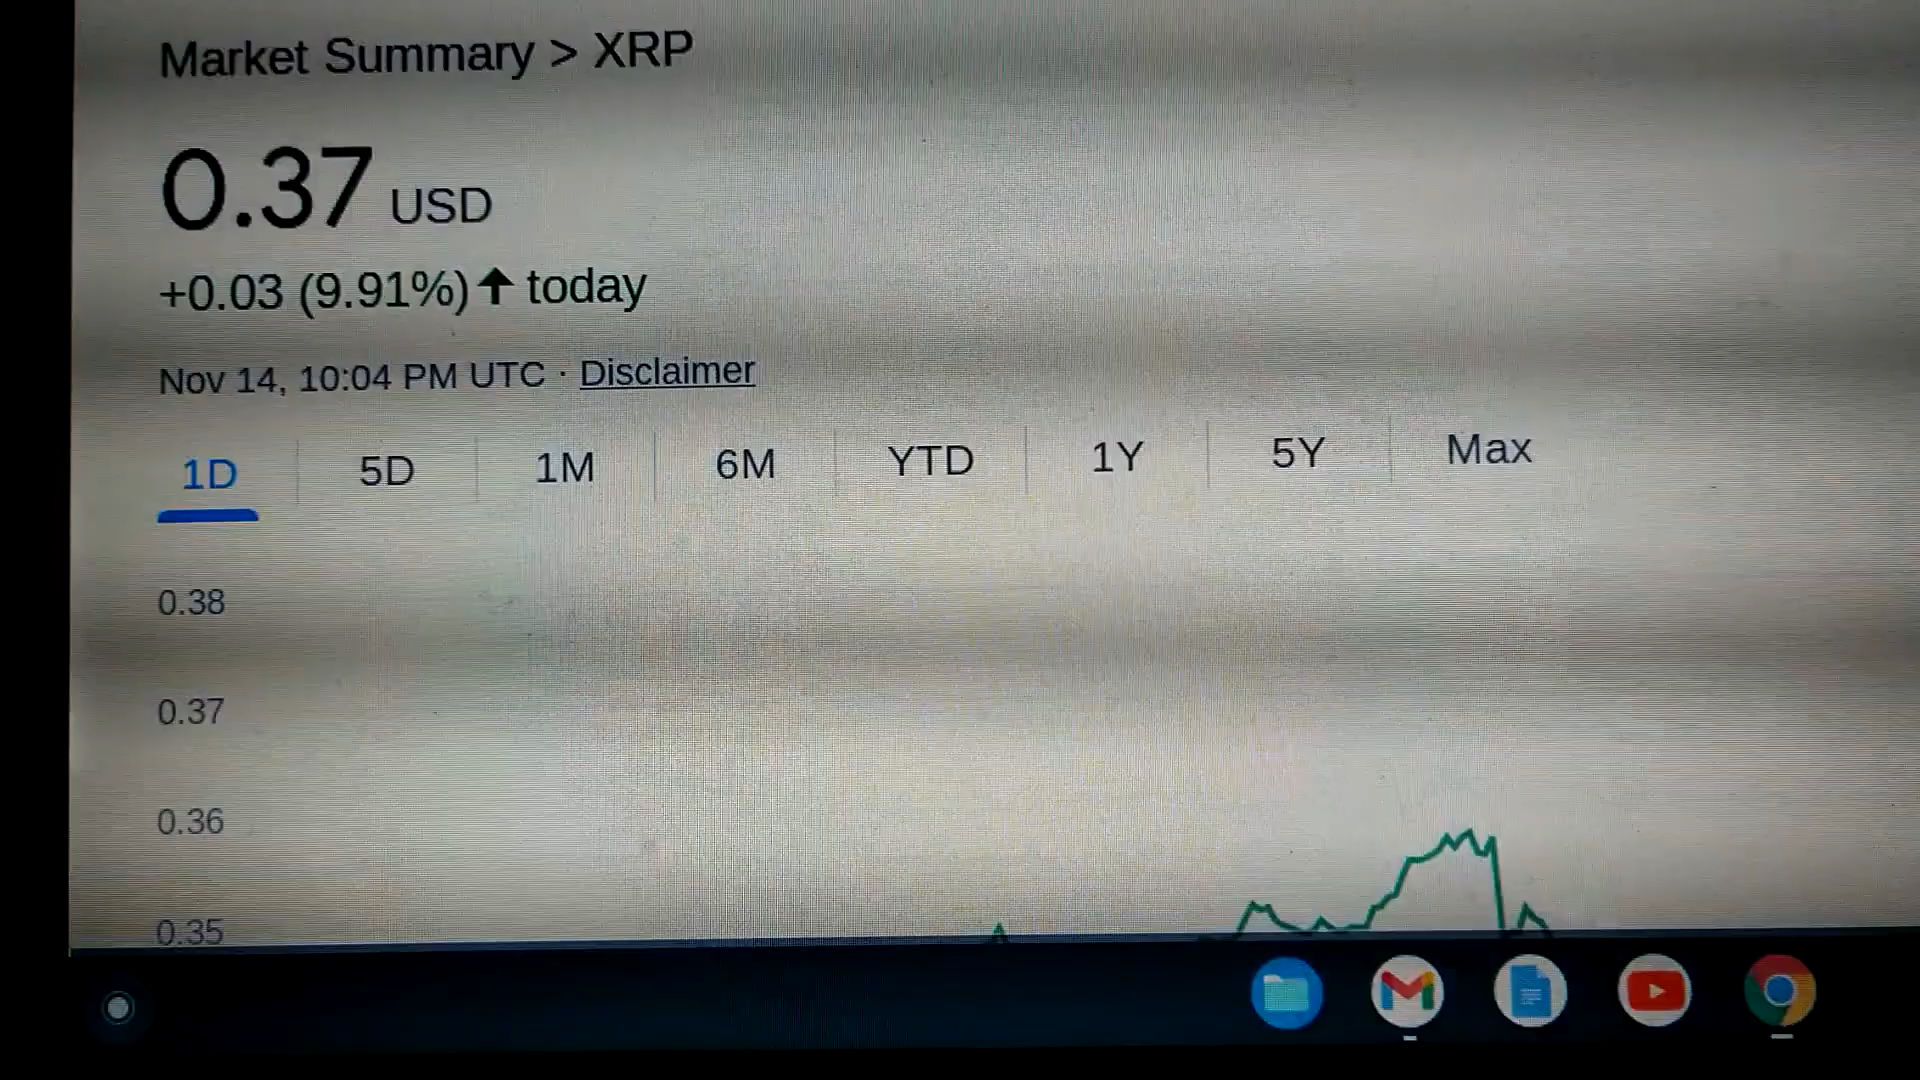 Market Summary > XRP
0.37 USD
+0.03 (9.91%) ↑ today
Nov 14, 10:04 PM UTC · Disclaimer
1D 5D 1M 6M YTD 1Y 5Y Max
0.38
0.37
0.36
0.35